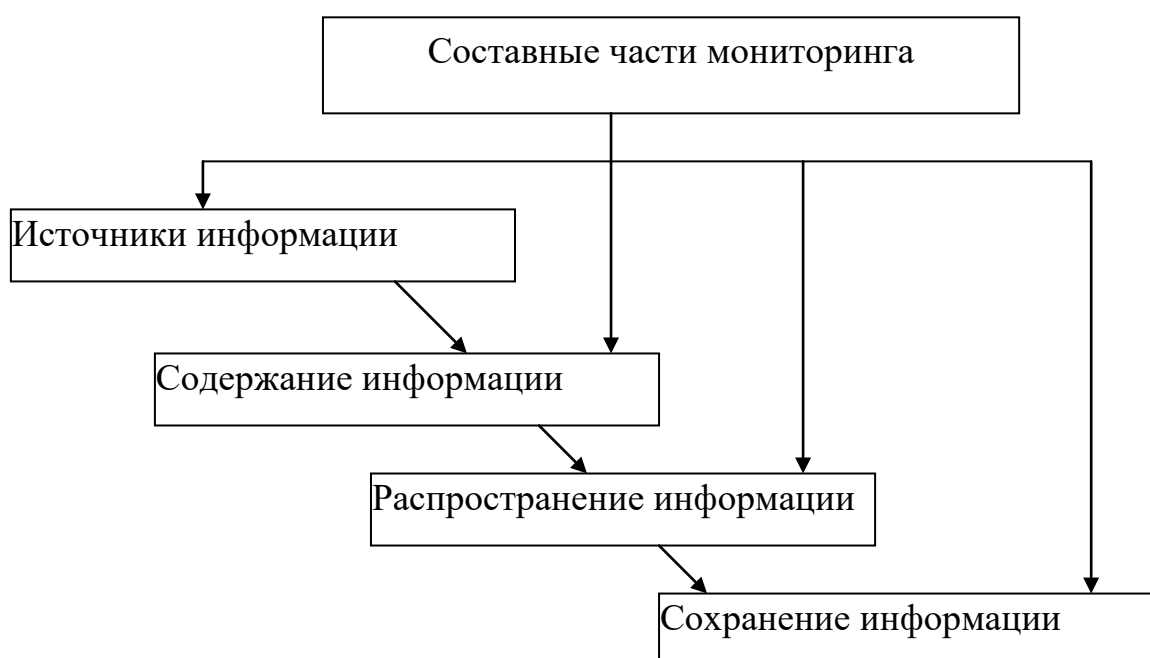 Составные части мониторинга
Источники информации
Содержание информации
Распространение информации
Сохранение информации